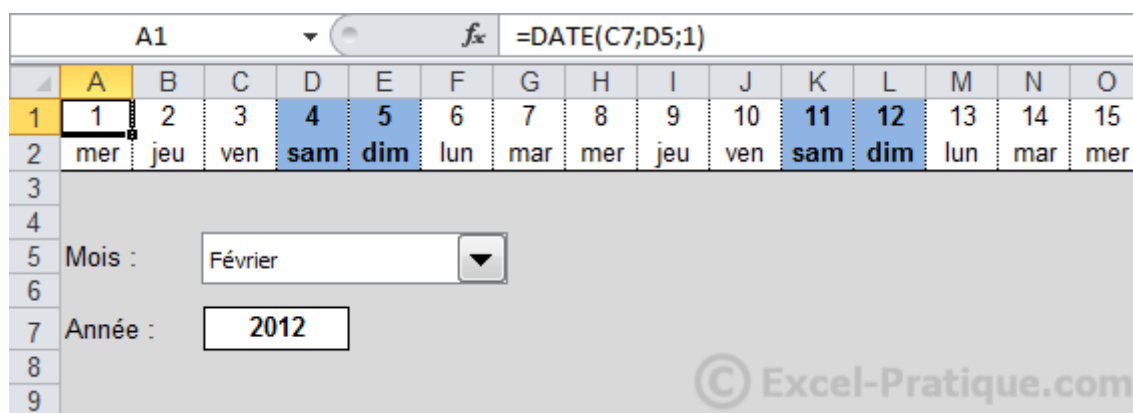 A1 fx =DATE(C7;D5;1)
A B C D E F G H I J K L M N O
1 1 2 3 4 5 6 7 8 9 10 11 12 13 14 15
2 mer jeu ven sam dim lun mar mer jeu ven sam dim lun mar mer
3
4
5 Mois : Février
6
7 Année : 2012
8
© Excel-Pratique.com
9